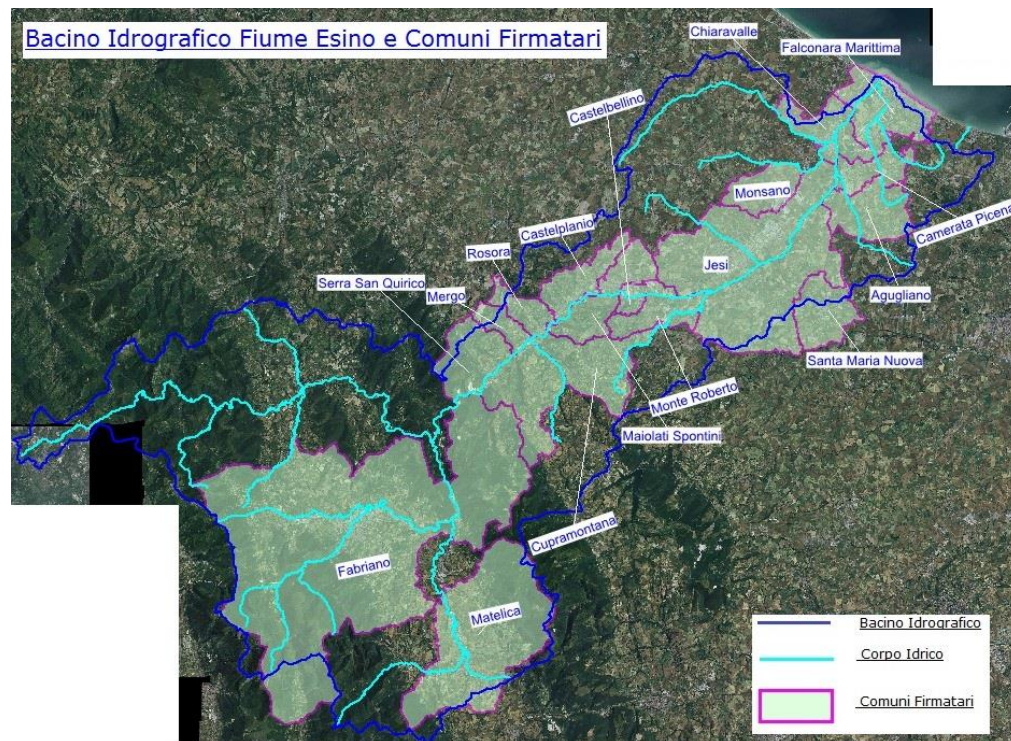 Bacino Idrografico Fiume Esino e Comuni Firmatari
Chiaravalle
Falconara Marittima
Castelbellino
Monsano
Castelplanio
Camerata Picena
Rosora
Jesi
Serra San Quirico
Mergo
Agugliano
Santa Maria Nuova
Monte Roberto
Maiolati Spontini
Cupramontana
Fabriano
Matelica
Bacino Idrografico
Corpo Idrico
Comuni Firmatari